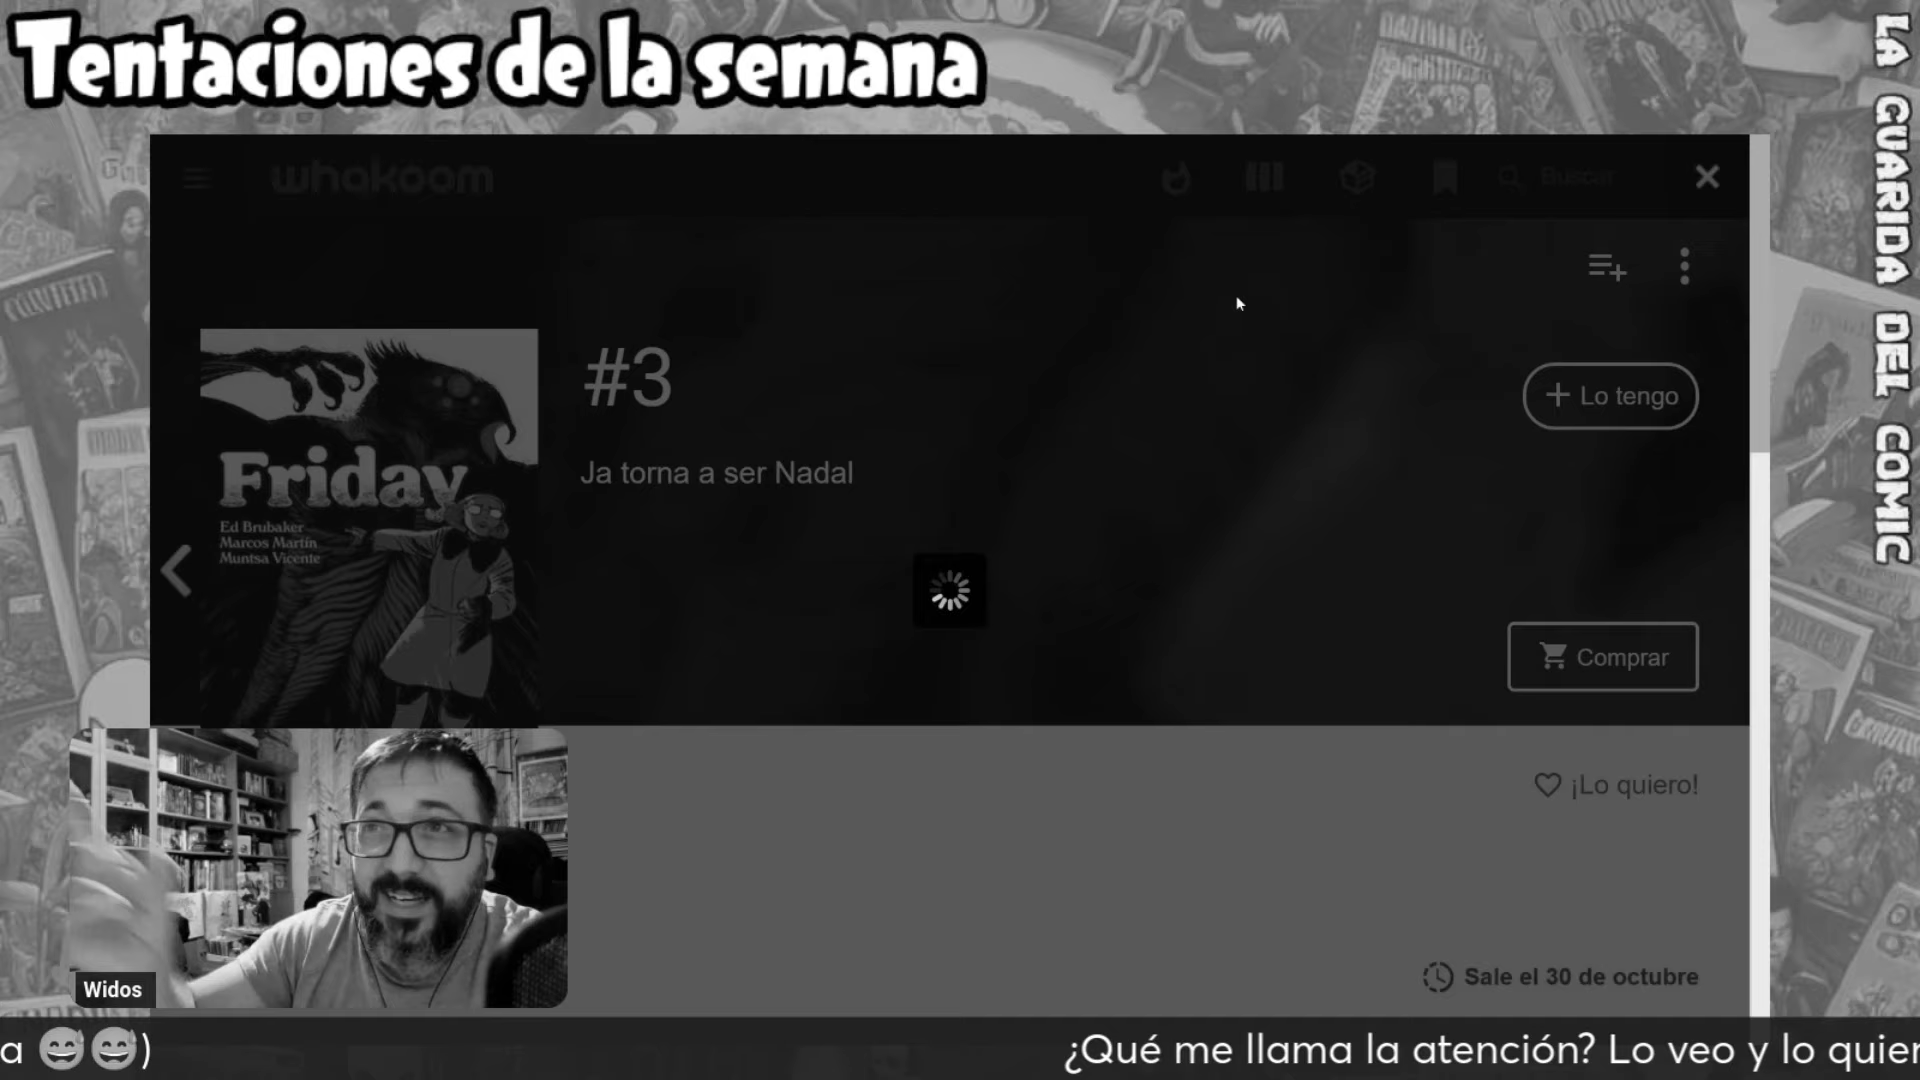 Tentaciones de la semana
LA GUARIDA DEL COMIC
whakoom
Buscar
#3
Ja torna a ser Nadal
+ Lo tengo
Friday
Ed Brubaker
Marcos Martín
Muntsa Vicente
Comprar
¡Lo quiero!
Sale el 30 de octubre
Widos
a 😅😅)
¿Qué me llama la atención? Lo veo y lo quier